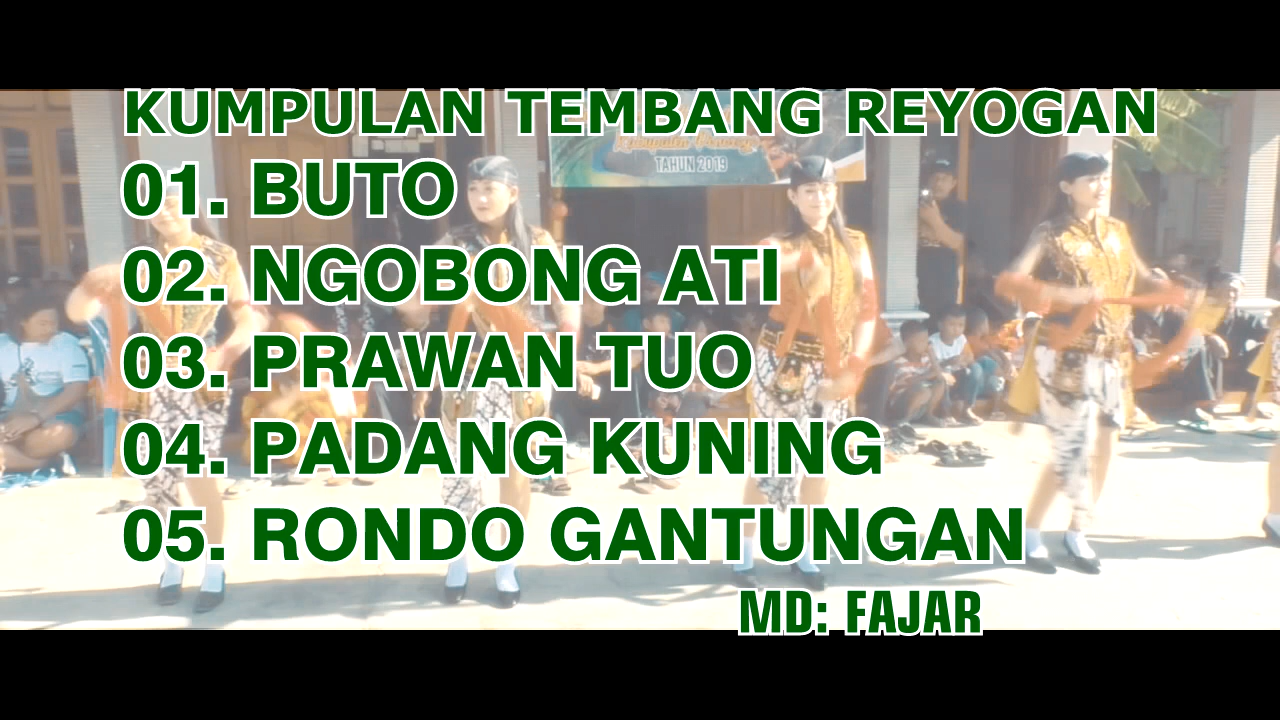 KUMPULAN TEMBANG REYOGAN
TAHUN 2019
01. BUTO
02. NGOBONG ATI
03. PRAWAN TUO
04. PADANG KUNING
05. RONDO GANTUNGAN
MD: FAJAR